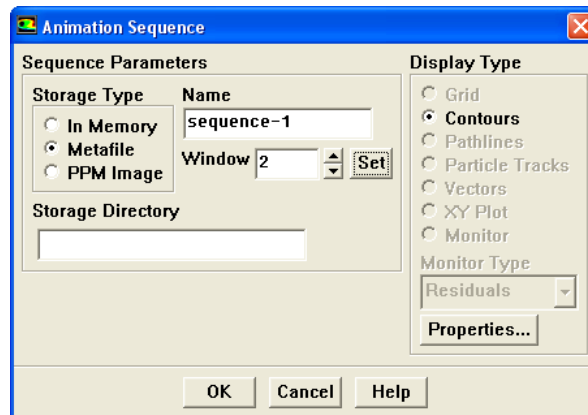 Animation Sequence
Sequence Parameters
Storage Type
In Memory
Metafile
PPM Image
Name
sequence-1
Window 2 Set
Storage Directory
Display Type
Grid
Contours
Pathlines
Particle Tracks
Vectors
XY Plot
Monitor
Monitor Type
Residuals
Properties...
OK Cancel Help